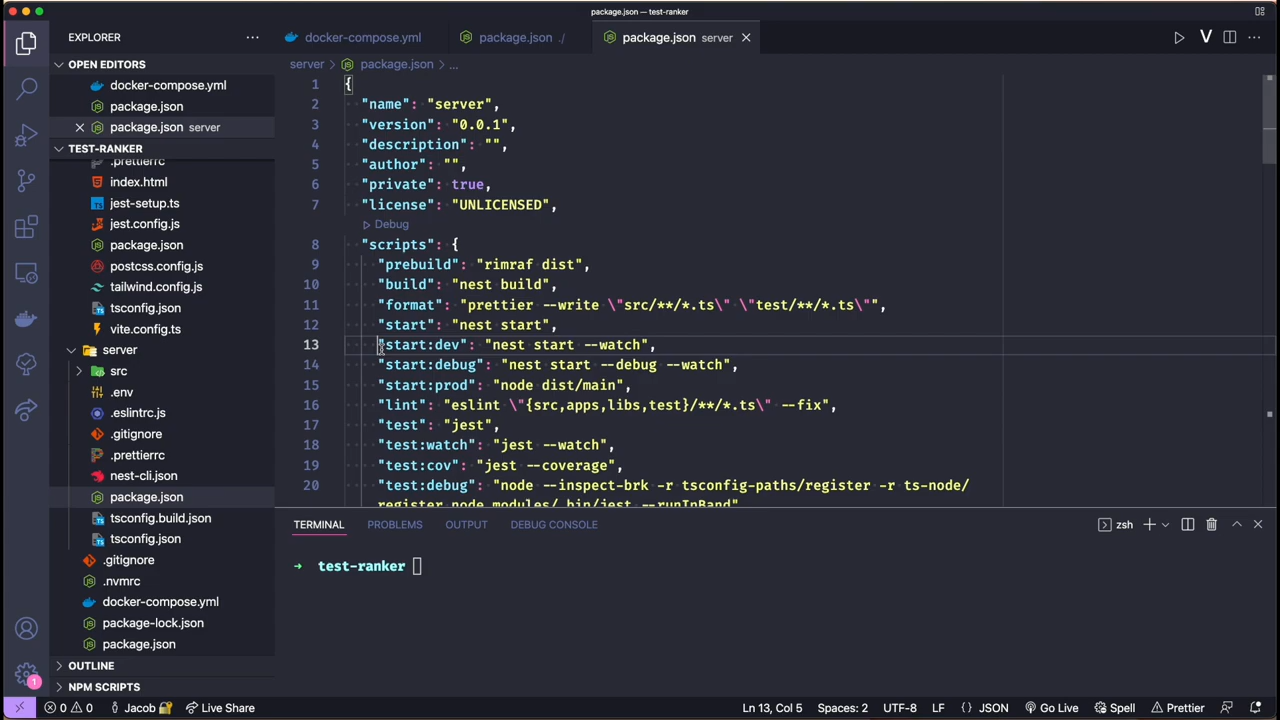 package.json — test-ranker
EXPLORER
docker-compose.yml
package.json ./
package.json server
OPEN EDITORS
docker-compose.yml
package.json
package.json server
TEST-RANKER
.prettierrc
index.html
jest-setup.ts
jest.config.js
package.json
postcss.config.js
tailwind.config.js
tsconfig.json
vite.config.ts
server
src
.env
.eslintrc.js
.gitignore
.prettierrc
nest-cli.json
package.json
tsconfig.build.json
tsconfig.json
.gitignore
.nvmrc
docker-compose.yml
package-lock.json
package.json
OUTLINE
NPM SCRIPTS
server > package.json > ...
1 {
2 "name": "server",
3 "version": "0.0.1",
4 "description": "",
5 "author": "",
6 "private": true,
7 "license": "UNLICENSED",
Debug
8 "scripts": {
9 "prebuild": "rimraf dist",
10 "build": "nest build",
11 "format": "prettier --write \"src/**/*.ts\" \"test/**/*.ts\"",
12 "start": "nest start",
13 "start:dev": "nest start --watch",
14 "start:debug": "nest start --debug --watch",
15 "start:prod": "node dist/main",
16 "lint": "eslint \"{src,apps,libs,test}/**/*.ts\" --fix",
17 "test": "jest",
18 "test:watch": "jest --watch",
19 "test:cov": "jest --coverage",
20 "test:debug": "node --inspect-brk -r tsconfig-paths/register -r ts-node/
register node_modules/.bin/jest --runInBand"
TERMINAL PROBLEMS OUTPUT DEBUG CONSOLE
zsh
→ test-ranker
1
0 0 Jacob Live Share
Ln 13, Col 5 Spaces: 2 UTF-8 LF {} JSON Go Live Spell Prettier